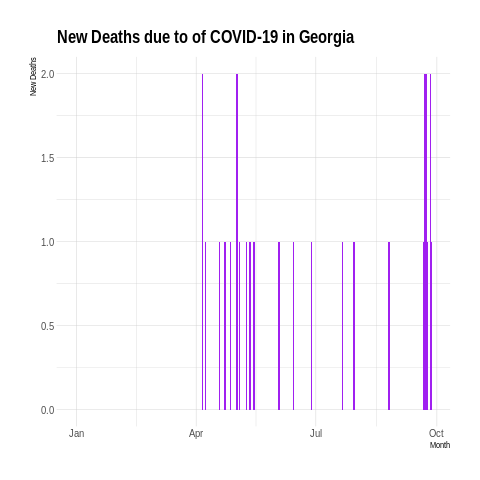 New Deaths due to of COVID-19 in Georgia
New Deaths
2.0
1.5
1.0
0.5
0.0
Jan Apr Jul Oct
Month